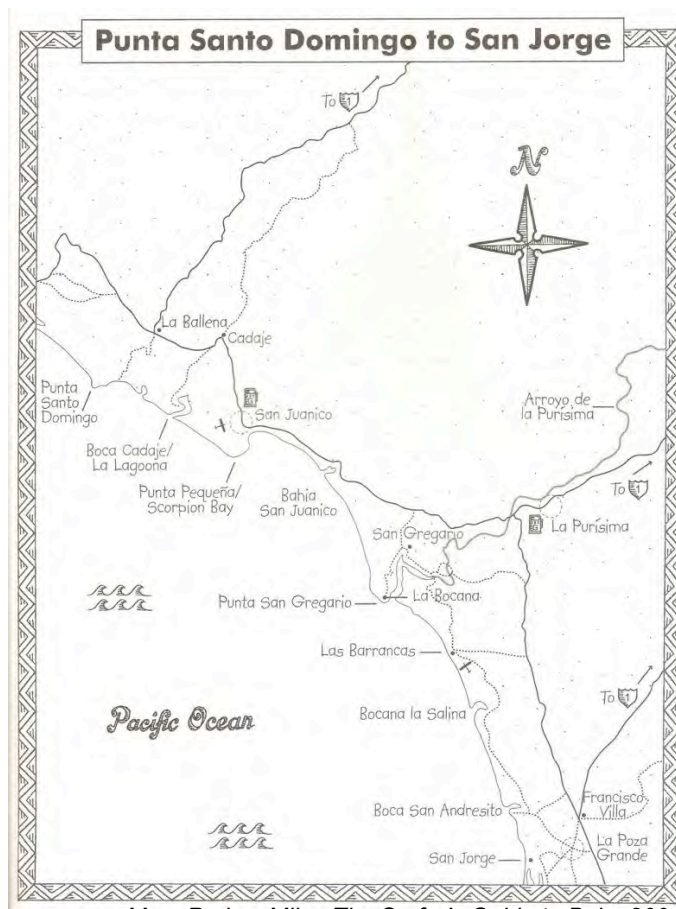 Punta Santo Domingo to San Jorge
To 1
N
La Ballena
Cadaje
Punta
Santo
Domingo
San Juanico
Arroyo de
la Purísima
Boca Cadaje/
La Lagoona
Punta Pequeña/
Scorpion Bay
Bahia
San Juanico
To 1
La Purísima
San Gregario
Punta San Gregario
La Bocana
Las Barrancas
To 1
Pacific Ocean
Bocana la Salina
Boca San Andresito
Francisco
Villa
La Poza
Grande
San Jorge